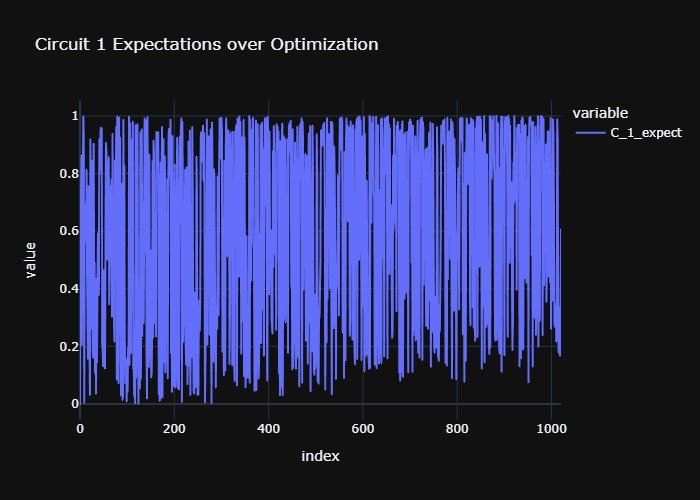 Circuit 1 Expectations over Optimization
variable
C_1_expect
value
1
0.8
0.6
0.4
0.2
0
0 200 400 600 800 1000
index